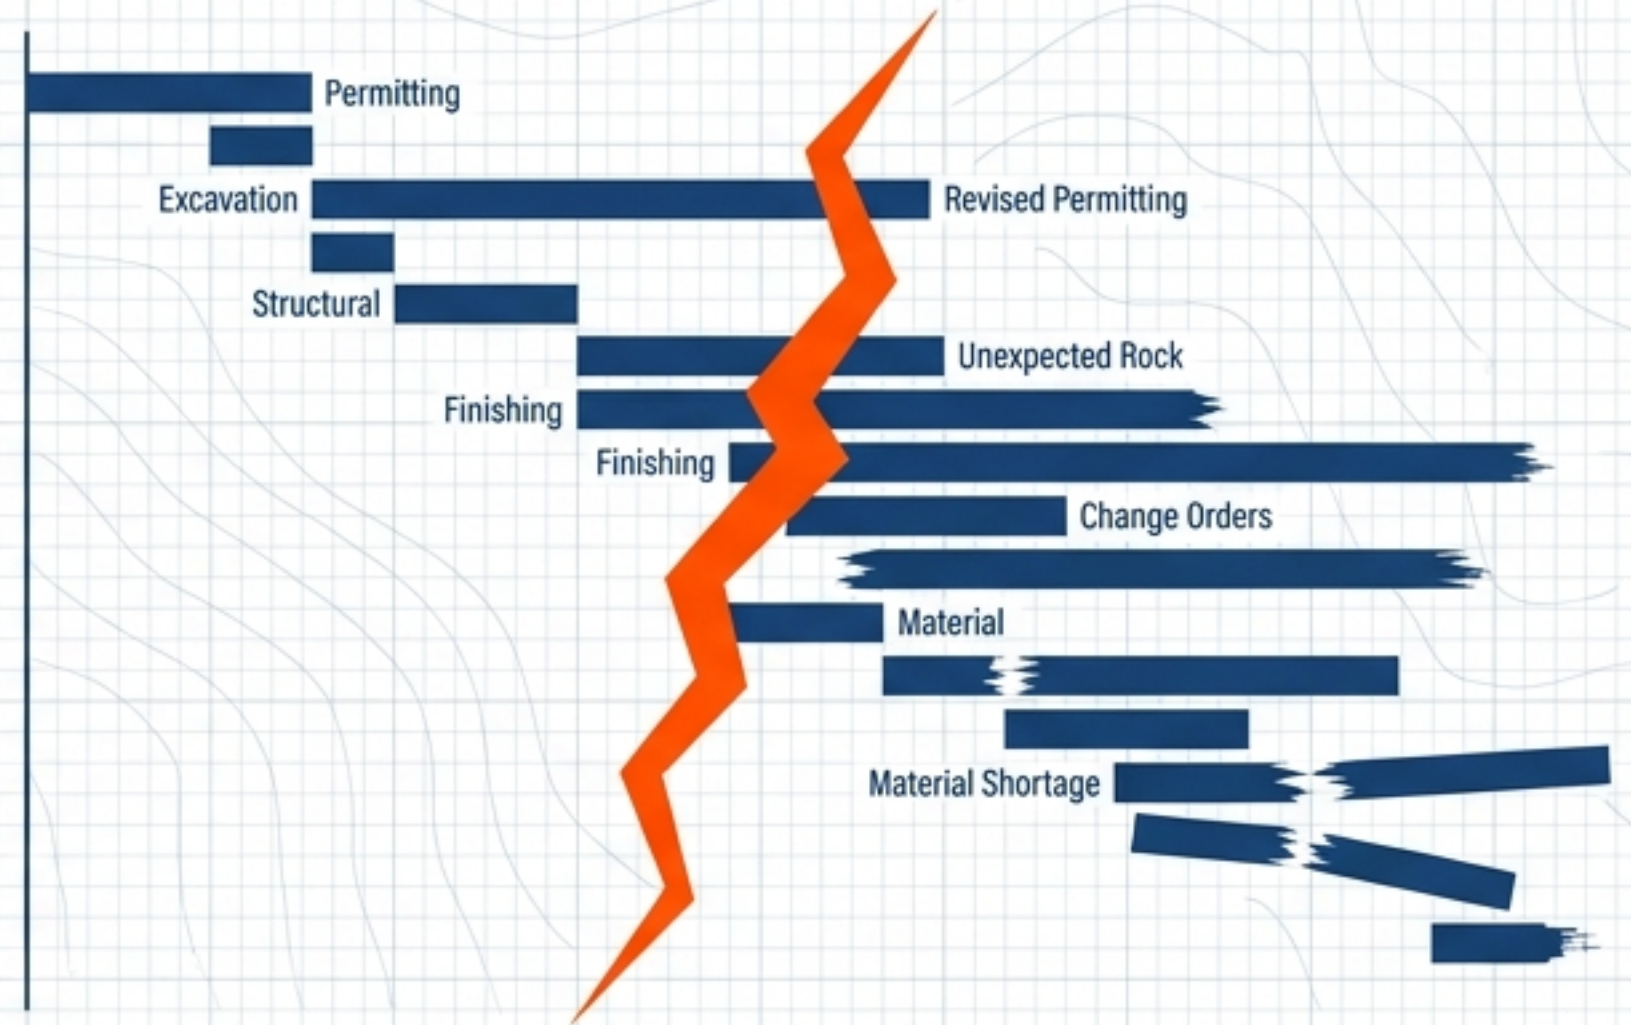 Permitting
Excavation
Revised Permitting
Structural
Unexpected Rock
Finishing
Finishing
Change Orders
Material
Material Shortage